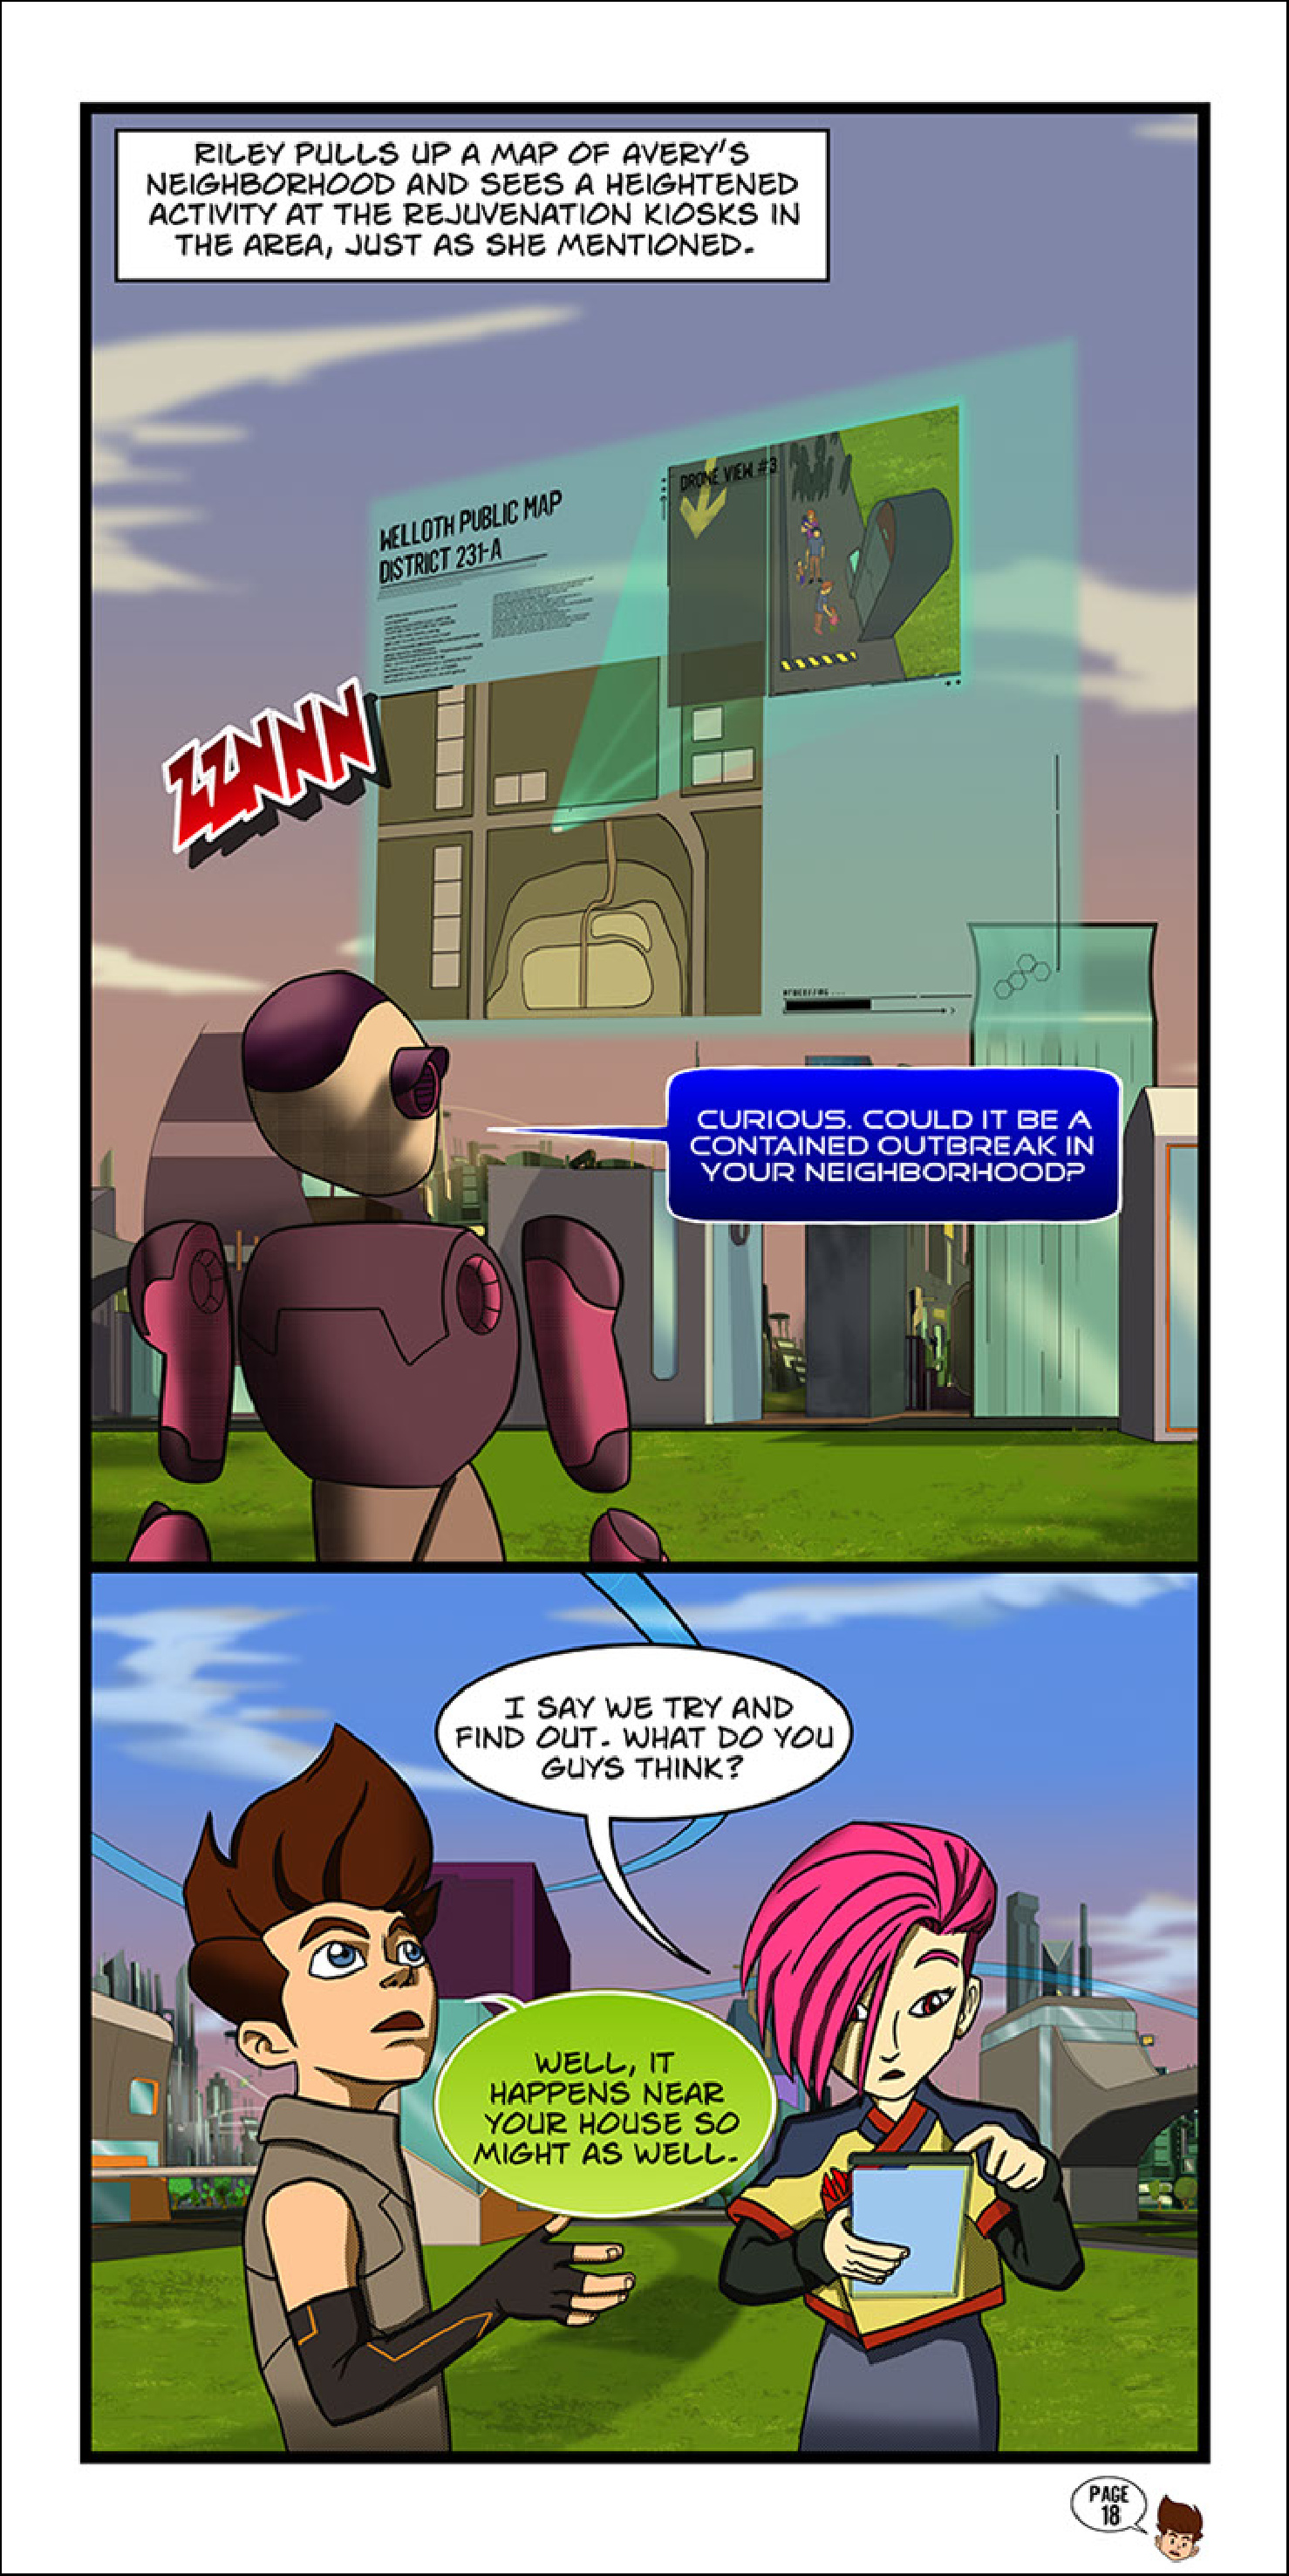 RILEY PULLS UP A MAP OF AVERY'S
NEIGHBORHOOD AND SEES A HEIGHTENED
ACTIVITY AT THE REJUVENATION KIOSKS IN
THE AREA, JUST AS SHE MENTIONED.
WELLOTH PUBLIC MAP
DISTRICT 231-A
DRONE VIEW #3
ZZNNN
CURIOUS. COULD IT BE A
CONTAINED OUTBREAK IN
YOUR NEIGHBORHOOD?
I SAY WE TRY AND
FIND OUT. WHAT DO YOU
GUYS THINK?
WELL, IT
HAPPENS NEAR
YOUR HOUSE SO
MIGHT AS WELL.
PAGE
18